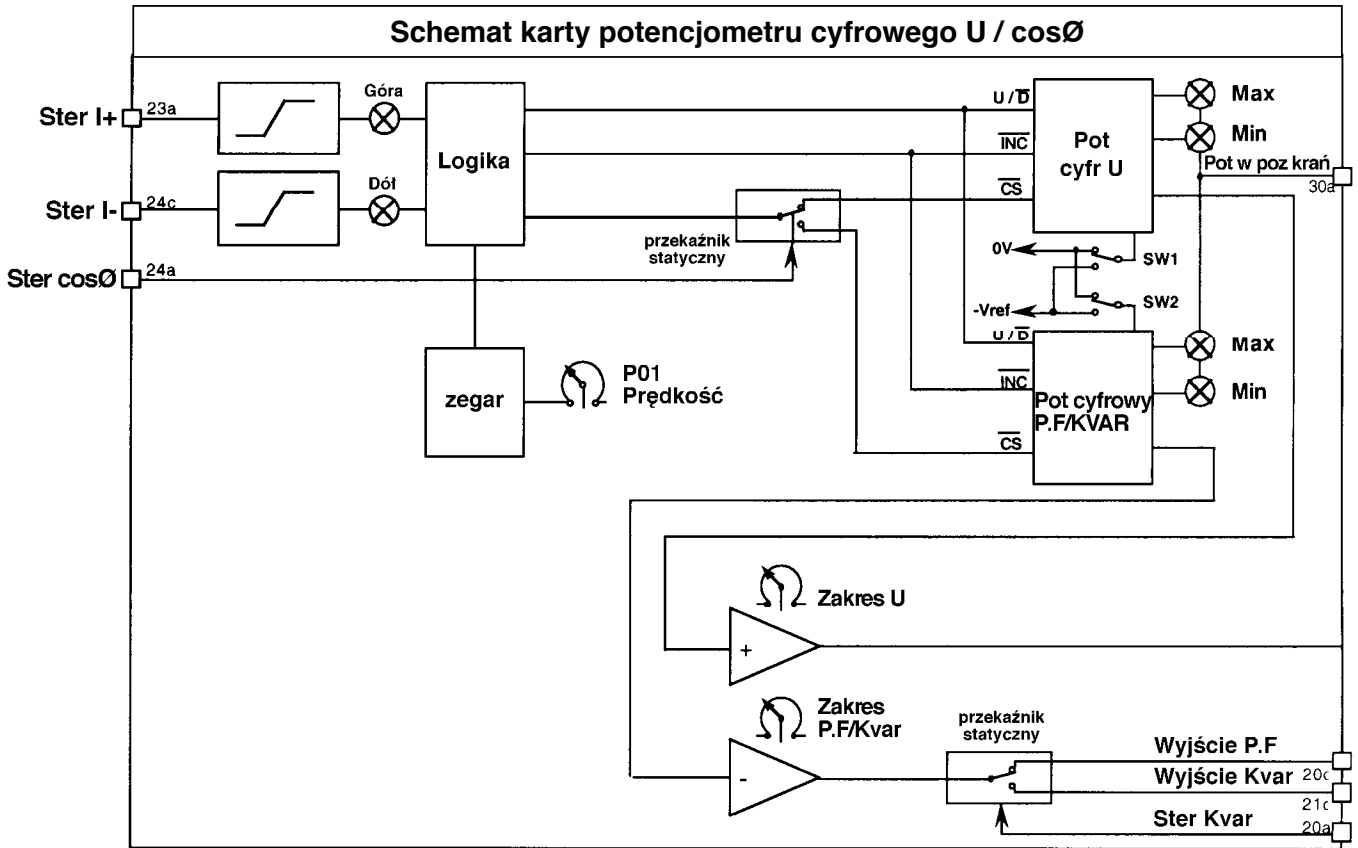 Schemat karty potencjometru cyfrowego U / cosØ
Ster I+
23a
Góra
Logika
U / D
INC
CS
Pot
cyfr U
Max
Min
Pot w poz krań
30a
Ster I-
24c
Dół
przekaźnik
statyczny
0V
SW1
SW2
-Vref
Ster cosØ
24a
zegar
P01
Prędkość
U / D
INC
CS
Pot cyfrowy
P.F/KVAR
Max
Min
Zakres U
+
Zakres
P.F/Kvar
-
przekaźnik
statyczny
Wyjście P.F
20c
Wyjście Kvar
21c
Ster Kvar
20a